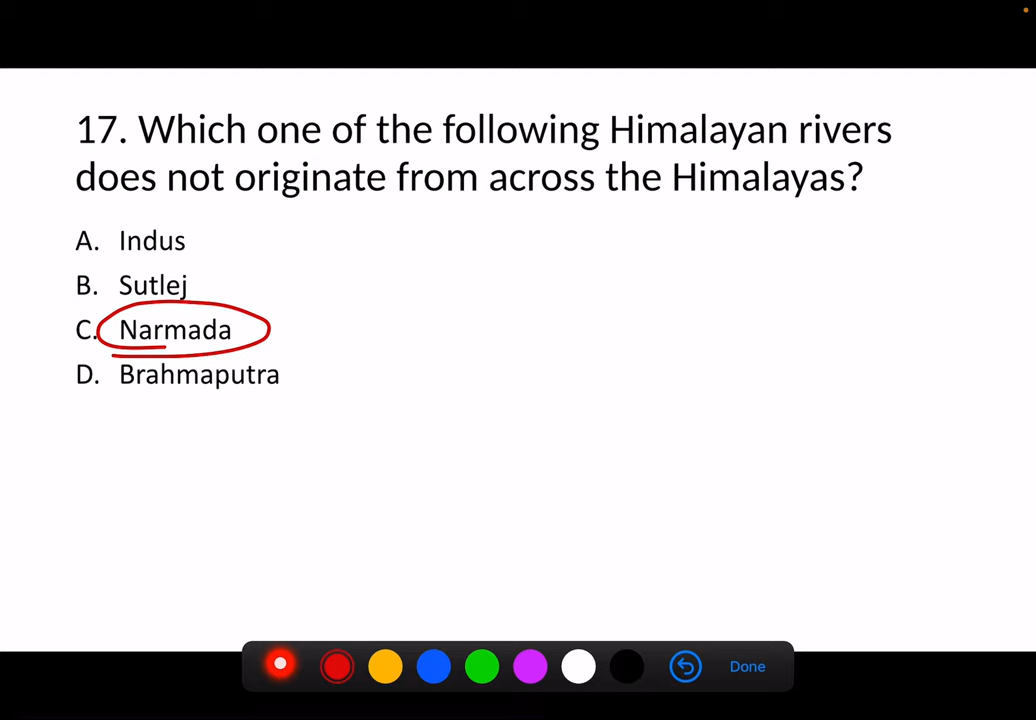 17. Which one of the following Himalayan rivers
does not originate from across the Himalayas?
A. Indus
B. Sutlej
C. Narmada
D. Brahmaputra
Done